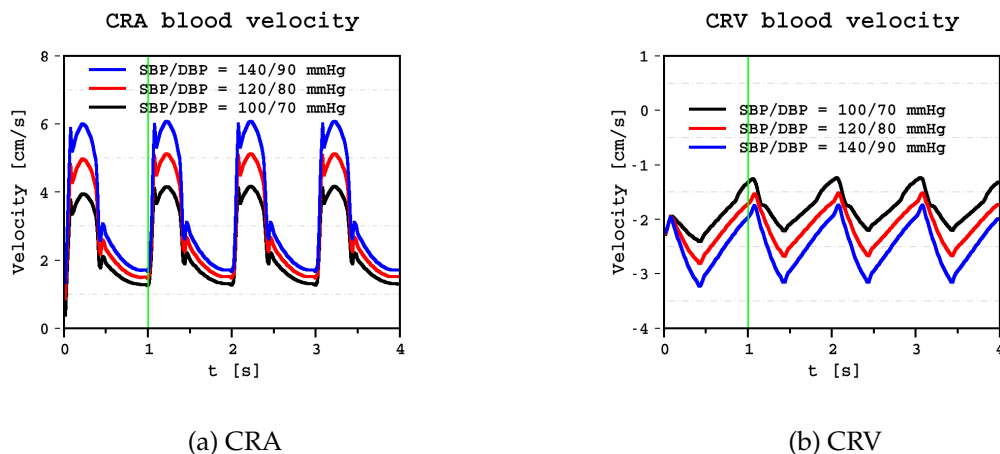 CRA blood velocity
8
6
4
2
0
Velocity [cm/s]
SBP/DBP = 140/90 mmHg
SBP/DBP = 120/80 mmHg
SBP/DBP = 100/70 mmHg
0 1 2 3 4
t [s]
(a) CRA
CRV blood velocity
1
0
-1
-2
-3
-4
Velocity [cm/s]
SBP/DBP = 100/70 mmHg
SBP/DBP = 120/80 mmHg
SBP/DBP = 140/90 mmHg
0 1 2 3 4
t [s]
(b) CRV